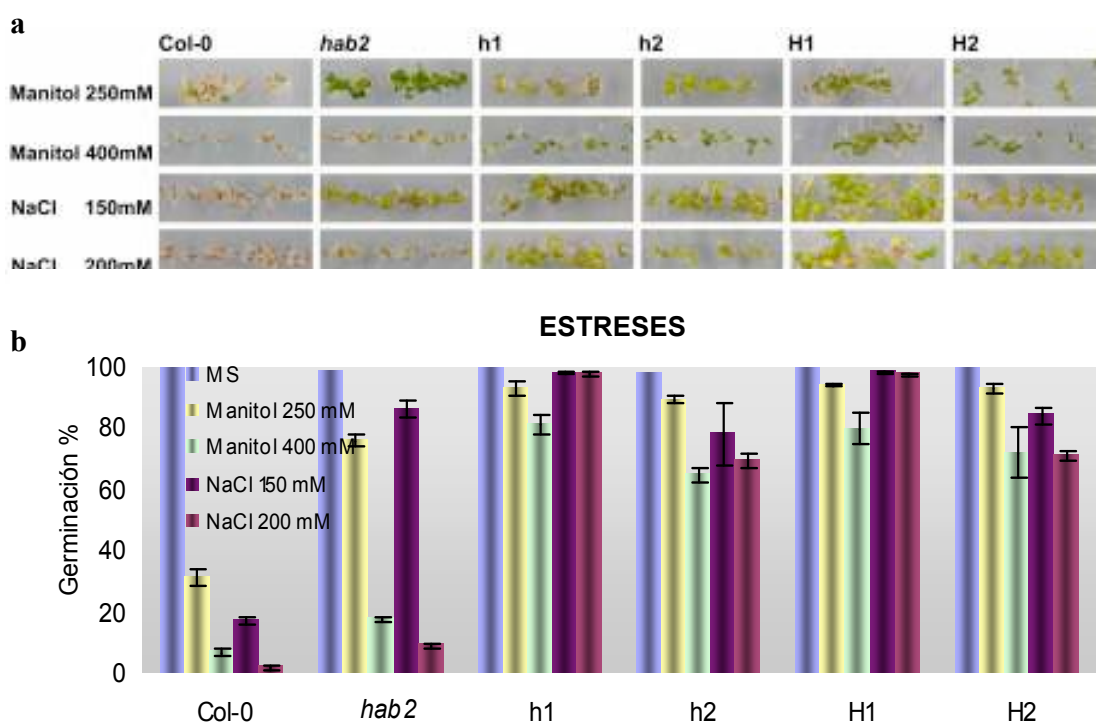 a
Col-0 hab2 h1 h2 H1 H2
Manitol 250mM
Manitol 400mM
NaCl 150mM
NaCl 200mM
b
ESTRESES
Germinación %
100
80
60
40
20
0
MS
Manitol 250 mM
Manitol 400 mM
NaCl 150 mM
NaCl 200 mM
Col-0 hab2 h1 h2 H1 H2